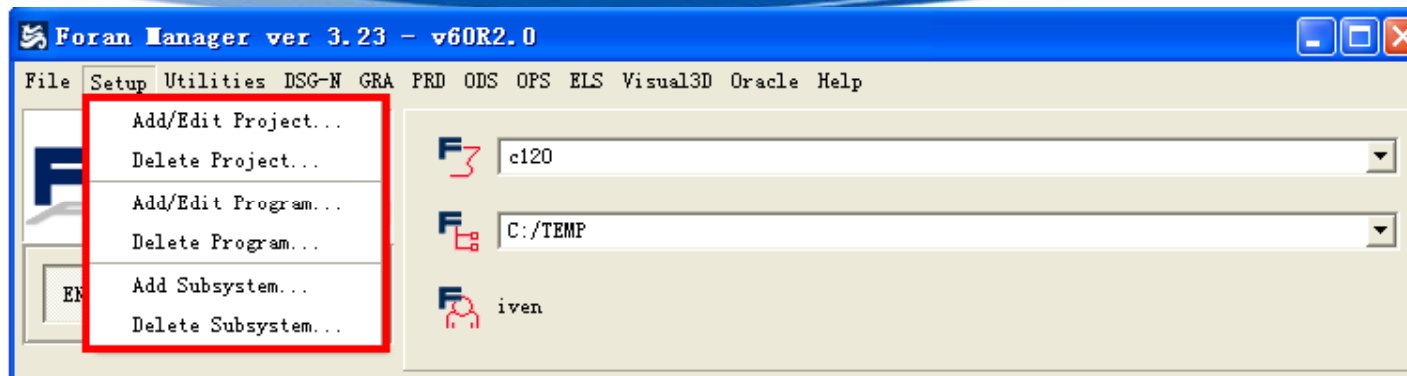 Foran Manager ver 3.23 - v60R2.0
File Setup Utilities DSG-N GRA PRD ODS OPS ELS Visual3D Oracle Help
Add/Edit Project...
Delete Project...
Add/Edit Program...
Delete Program...
Add Subsystem...
Delete Subsystem...
c120
C:/TEMP
iven